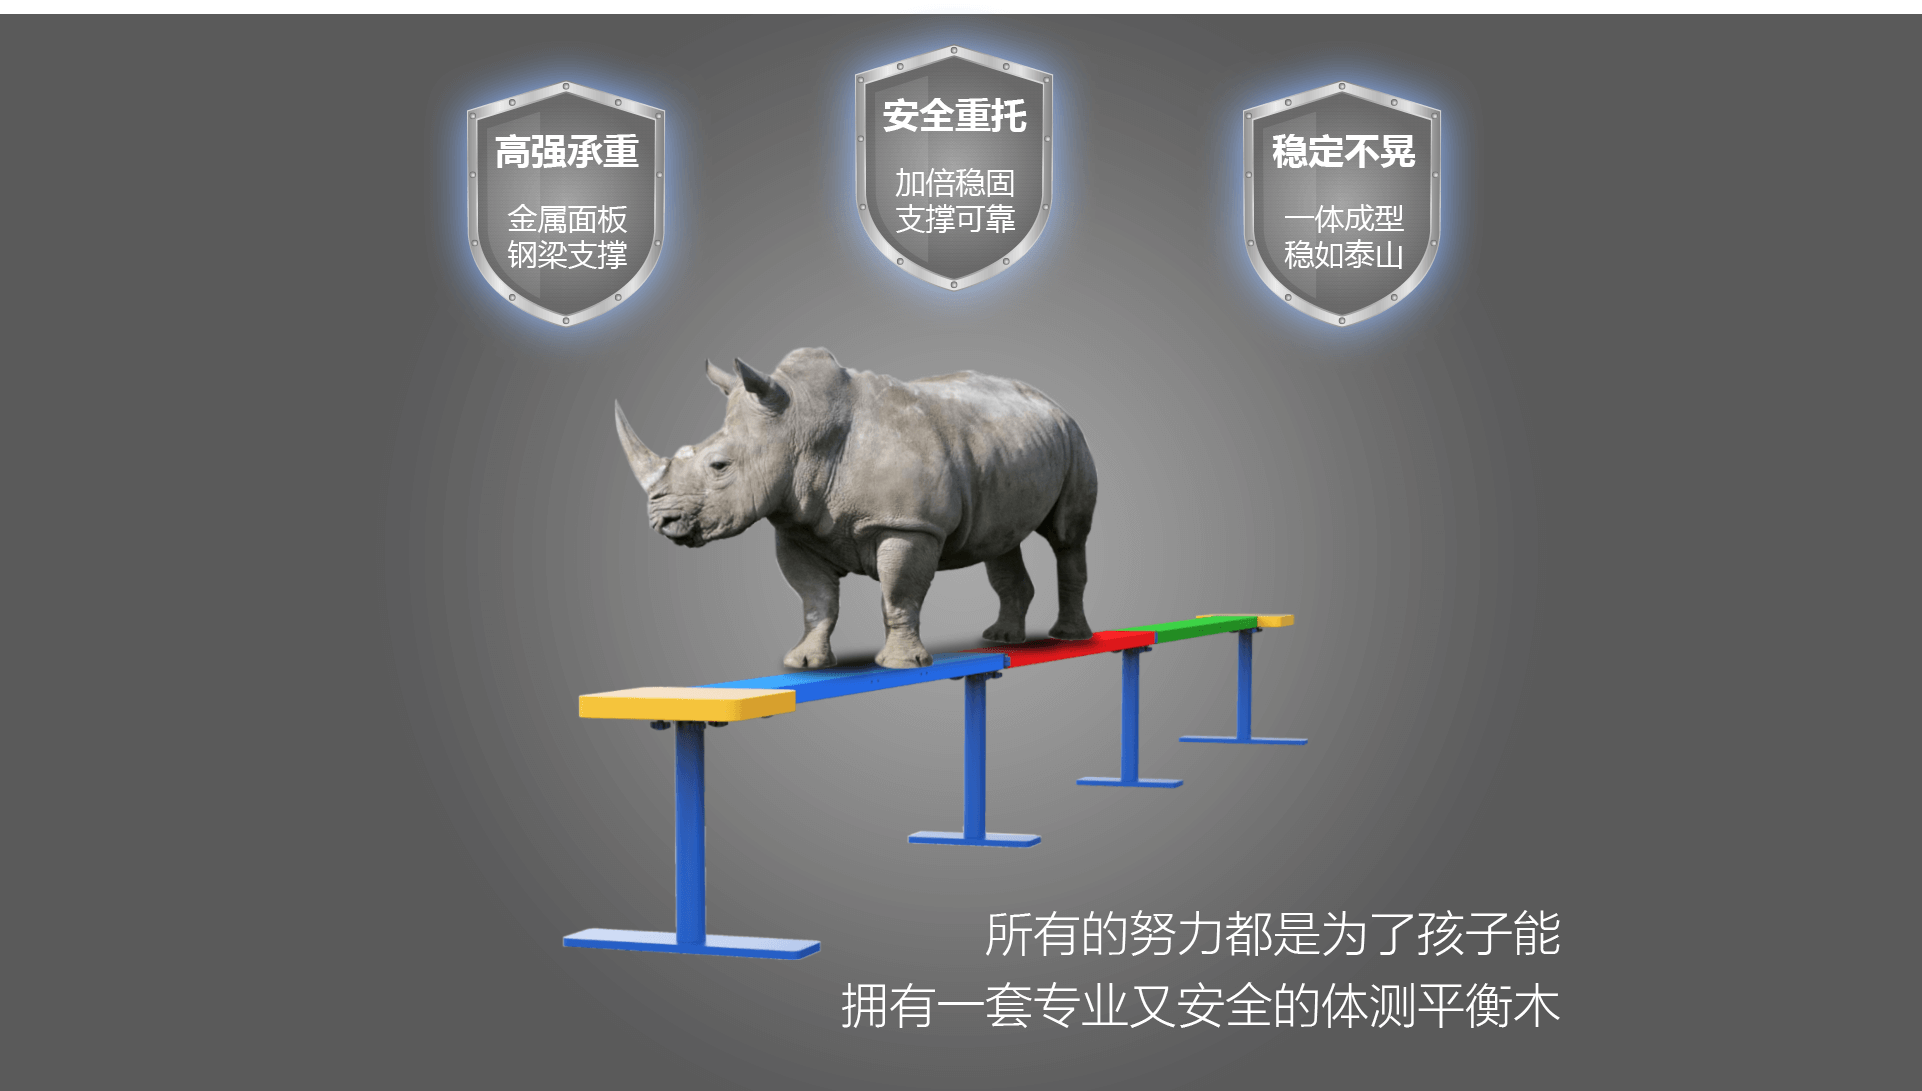 高强承重
金属面板
钢梁支撑
安全重托
加倍稳固
支撑可靠
稳定不晃
一体成型
稳如泰山
所有的努力都是为了孩子能
拥有一套专业又安全的体测平衡木